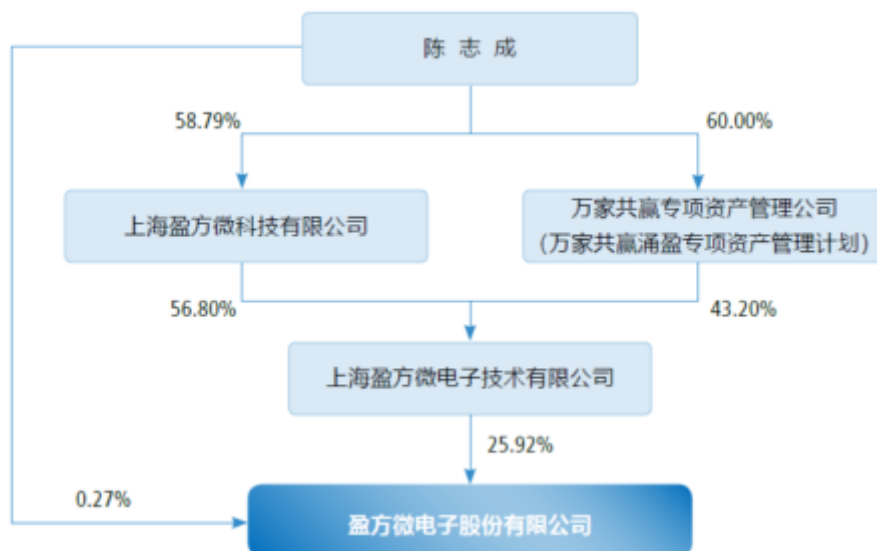 陈 志 成
58.79%
60.00%
上海盈方微科技有限公司
万家共赢专项资产管理公司
（万家共赢涌盈专项资产管理计划）
56.80%
43.20%
上海盈方微电子技术有限公司
25.92%
0.27%
盈方微电子股份有限公司